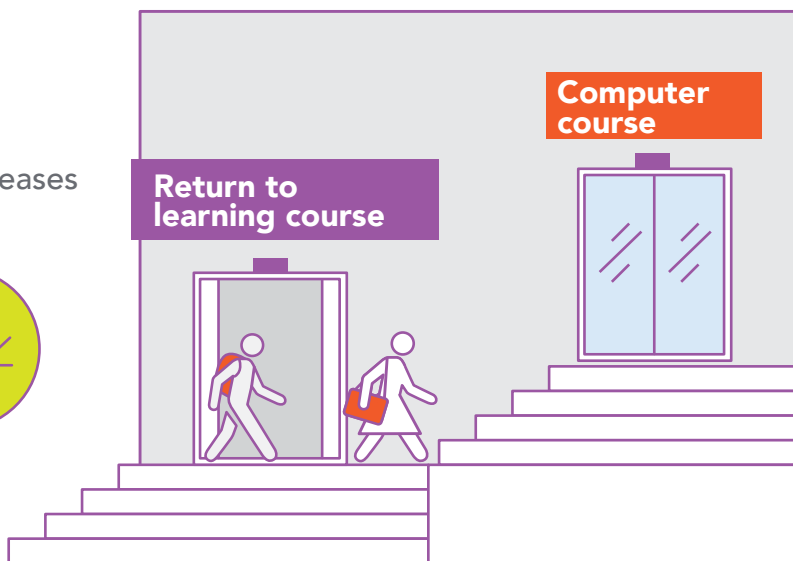 Computer
course
eases
Return to
learning course